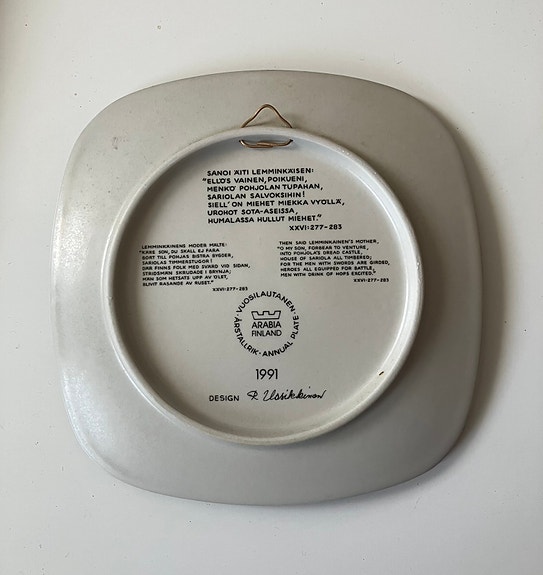 SANOI ÄITI LEMMINKÄISEN:
"ELLÖS VAINEN, POIKUENI,
MENKÖ POHJOLAN TUPAHAN,
SARIOLAN SALVOKSIHIN!
SIELL' ON MIEHET MIEKKA VYÖLLÄ,
UROHOT SOTA-ASEISSA,
HUMALASSA HULLUT MIEHET."
XXVI:277-283
LEMMINKÄINENS MODER MÄLTE:
"KÄRE SON, DU SKALL EJ FARA
BORT TILL POHJAS BISTRA BYGDER,
SARIOLAS TIMMERSTUGOR!
DÄR FINNS FOLK MED SVÄRD VID SIDAN,
STRIDSMÄN SKRUDADE I BRYNJA;
MÄN SOM HETSATS UPP AV ÖLET,
BLIVIT RASANDE AV RUSET."
XXVI:277-283
THEN SAID LEMMINKAINEN'S MOTHER,
"O MY SON, FORBEAR TO VENTURE,
INTO POHJOLA'S DREAD CASTLE,
HOUSE OF SARIOLA ALL TIMBERED;
FOR THE MEN WITH SWORDS ARE GIRDED,
HEROES ALL EQUIPPED FOR BATTLE,
MEN WITH DRINK OF HOPS EXCITED."
XXVI:277-283
VUOSILAUTANEN · ANNUAL PLATE · ÅRSTALLRIK ·
ARABIA
FINLAND
1991
DESIGN R. Uosikkinen